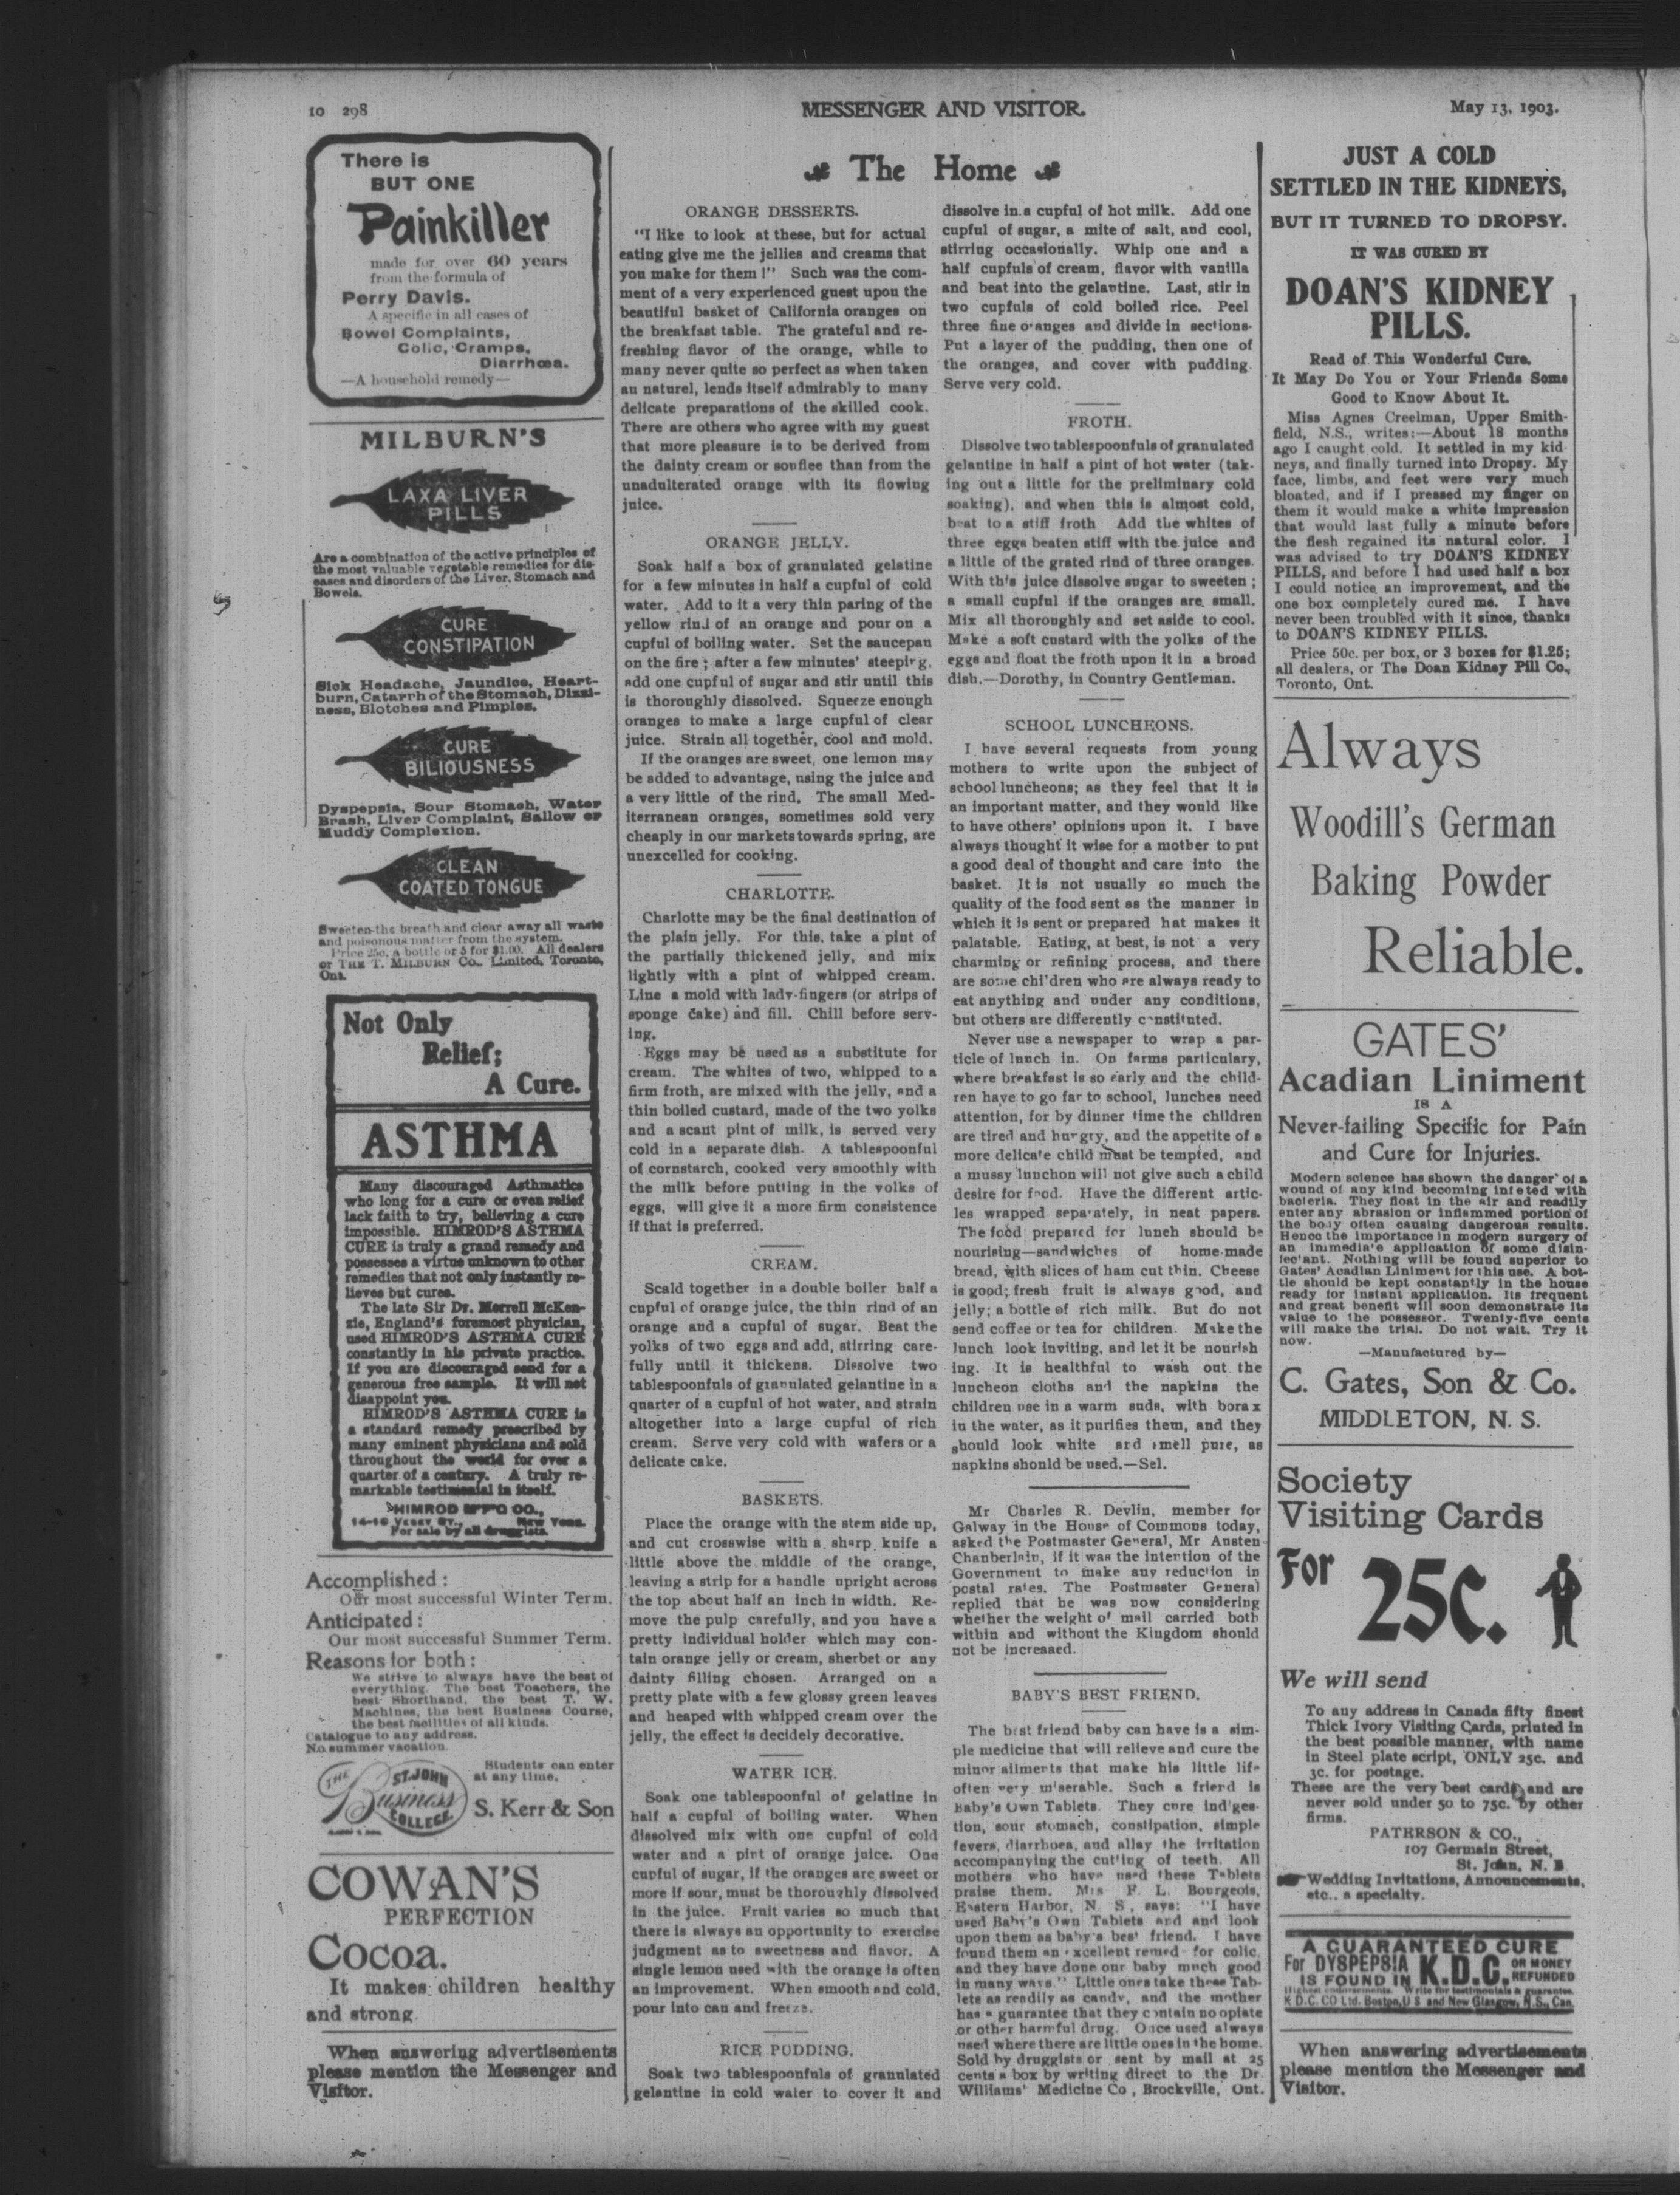 10 298
MESSENGER AND VISITOR.
May 13, 1903.
There is
BUT ONE
Painkiller
made for over 60 years
from the formula of
Perry Davis.
A specific in all cases of
Bowel Complaints,
Colic, Cramps,
Diarrhœa.
—A household remedy—
MILBURN'S
LAXA LIVER
PILLS
Are a combination of the active principles of
the most valuable vegetable remedies for dis-
eases and disorders of the Liver, Stomach and
Bowels.
CURE
CONSTIPATION
Sick Headache, Jaundice, Heart-
burn, Catarrh of the Stomach, Dizzi-
ness, Blotches and Pimples.
CURE
BILIOUSNESS
Dyspepsia, Sour Stomach, Water
Brash, Liver Complaint, Sallow or
Muddy Complexion.
CLEAN
COATED TONGUE
Sweeten the breath and clear away all waste
and poisonous matter from the system.
Price 25c. a bottle or 5 for $1.00. All dealers
or THE T. MILBURN CO., Limited, Toronto,
Ont.
Not Only
Relief;
A Cure.
ASTHMA
Many discouraged Asthmatics
who long for a cure or even relief
lack faith to try, believing a cure
impossible. HIMROD'S ASTHMA
CURE is truly a grand remedy and
possesses a virtue unknown to other
remedies that not only instantly re-
lieves but cures.
The late Sir Dr. Morrell McKen-
zie, England's foremost physician,
used HIMROD'S ASTHMA CURE
constantly in his private practice.
If you are discouraged send for a
generous free sample. It will not
disappoint you.
HIMROD'S ASTHMA CURE is
a standard remedy prescribed by
many eminent physicians and sold
throughout the world for over a
quarter of a century. A truly re-
markable testimonial in itself.
HIMROD M'F'G CO.,
14-16 VESEY ST., New York.
For sale by all druggists.
Accomplished:
Our most successful Winter Term.
Anticipated:
Our most successful Summer Term.
Reasons for both:
We strive to always have the best of
everything. The best Teachers, the
best Shorthand, the best T. W.
Machines, the best Business Course,
the best facilities of all kinds.
Catalogue to any address.
No summer vacation.
THE
ST. JOHN
Business
COLLEGE
Students can enter
at any time.
S. Kerr & Son
COWAN'S
PERFECTION
Cocoa.
It makes children healthy
and strong.
When answering advertisements
please mention the Messenger and
Visitor.
The Home
ORANGE DESSERTS.
"I like to look at these, but for actual
eating give me the jellies and creams that
you make for them!" Such was the com-
ment of a very experienced guest upon the
beautiful basket of California oranges on
the breakfast table. The grateful and re-
freshing flavor of the orange, while to
many never quite so perfect as when taken
au naturel, lends itself admirably to many
delicate preparations of the skilled cook.
There are others who agree with my guest
that more pleasure is to be derived from
the dainty cream or souflee than from the
unadulterated orange with its flowing
juice.
ORANGE JELLY.
Soak half a box of granulated gelatine
for a few minutes in half a cupful of cold
water. Add to it a very thin paring of the
yellow rind of an orange and pour on a
cupful of boiling water. Set the saucepan
on the fire; after a few minutes' steeping,
add one cupful of sugar and stir until this
is thoroughly dissolved. Squeeze enough
oranges to make a large cupful of clear
juice. Strain all together, cool and mold.
If the oranges are sweet, one lemon may
be added to advantage, using the juice and
a very little of the rind. The small Med-
iterranean oranges, sometimes sold very
cheaply in our markets towards spring, are
unexcelled for cooking.
CHARLOTTE.
Charlotte may be the final destination of
the plain jelly. For this, take a pint of
the partially thickened jelly, and mix
lightly with a pint of whipped cream.
Line a mold with lady-fingers (or strips of
sponge cake) and fill. Chill before serv-
ing.
Eggs may be used as a substitute for
cream. The whites of two, whipped to a
firm froth, are mixed with the jelly, and a
thin boiled custard, made of the two yolks
and a scant pint of milk, is served very
cold in a separate dish. A tablespoonful
of cornstarch, cooked very smoothly with
the milk before putting in the yolks of
eggs, will give it a more firm consistence
if that is preferred.
CREAM.
Scald together in a double boiler half a
cupful of orange juice, the thin rind of an
orange and a cupful of sugar. Beat the
yolks of two eggs and add, stirring care-
fully until it thickens. Dissolve two
tablespoonfuls of granulated gelantine in a
quarter of a cupful of hot water, and strain
altogether into a large cupful of rich
cream. Serve very cold with wafers or a
delicate cake.
BASKETS.
Place the orange with the stem side up,
and cut crosswise with a sharp knife a
little above the middle of the orange,
leaving a strip for a handle upright across
the top about half an inch in width. Re-
move the pulp carefully, and you have a
pretty individual holder which may con-
tain orange jelly or cream, sherbet or any
dainty filling chosen. Arranged on a
pretty plate with a few glossy green leaves
and heaped with whipped cream over the
jelly, the effect is decidely decorative.
WATER ICE.
Soak one tablespoonful of gelatine in
half a cupful of boiling water. When
dissolved mix with one cupful of cold
water and a pint of orange juice. One
cupful of sugar, if the oranges are sweet or
more if sour, must be thoroughly dissolved
in the juice. Fruit varies so much that
there is always an opportunity to exercise
judgment as to sweetness and flavor. A
single lemon used with the orange is often
an improvement. When smooth and cold,
pour into can and freeze.
RICE PUDDING.
Soak two tablespoonfuls of granulated
gelantine in cold water to cover it and
dissolve in a cupful of hot milk. Add one
cupful of sugar, a mite of salt, and cool,
stirring occasionally. Whip one and a
half cupfuls of cream, flavor with vanilla
and beat into the gelantine. Last, stir in
two cupfuls of cold boiled rice. Peel
three fine oranges and divide in sections.
Put a layer of the pudding, then one of
the oranges, and cover with pudding.
Serve very cold.
FROTH.
Dissolve two tablespoonfuls of granulated
gelantine in half a pint of hot water (tak-
ing out a little for the preliminary cold
soaking), and when this is almost cold,
beat to a stiff froth Add the whites of
three eggs beaten stiff with the juice and
a little of the grated rind of three oranges.
With this juice dissolve sugar to sweeten;
a small cupful if the oranges are small.
Mix all thoroughly and set aside to cool.
Make a soft custard with the yolks of the
eggs and float the froth upon it in a broad
dish.—Dorothy, in Country Gentleman.
SCHOOL LUNCHEONS.
I have several requests from young
mothers to write upon the subject of
school luncheons; as they feel that it is
an important matter, and they would like
to have others' opinions upon it. I have
always thought it wise for a mother to put
a good deal of thought and care into the
basket. It is not usually so much the
quality of the food sent as the manner in
which it is sent or prepared hat makes it
palatable. Eating, at best, is not a very
charming or refining process, and there
are some children who are always ready to
eat anything and under any conditions,
but others are differently constituted.
Never use a newspaper to wrap a par-
ticle of lunch in. On farms particulary,
where breakfast is so early and the child-
ren have to go far to school, lunches need
attention, for by dinner time the children
are tired and hungry, and the appetite of a
more delicate child must be tempted, and
a mussy lunchon will not give such a child
desire for food. Have the different artic-
les wrapped separately, in neat papers.
The food prepared for lunch should be
nourising—sandwiches of home-made
bread, with slices of ham cut thin. Cheese
is good; fresh fruit is always good, and
jelly; a bottle of rich milk. But do not
send coffee or tea for children. Make the
lunch look inviting, and let it be nourish
ing. It is healthful to wash out the
luncheon cloths and the napkins the
children use in a warm suds, with borax
in the water, as it purifies them, and they
should look white and smell pure, as
napkins should be used.—Sel.
Mr. Charles R. Devlin, member for
Galway in the House of Commons today,
asked the Postmaster General, Mr Austen
Chanberlain, if it was the intention of the
Government to make any reduction in
postal rates. The Postmaster General
replied that he was now considering
whether the weight of mail carried both
within and without the Kingdom should
not be increased.
BABY'S BEST FRIEND.
The best friend baby can have is a sim-
ple medicine that will relieve and cure the
minor ailments that make his little life
often very miserable. Such a friend is
Baby's Own Tablets. They cure indiges-
tion, sour stomach, constipation, simple
fevers, diarrhoea, and allay the irritation
accompanying the cutting of teeth. All
mothers who have used these Tablets
praise them. Mrs F. L. Bourgeois,
Eastern Harbor, N. S., says: "I have
used Baby's Own Tablets and and look
upon them as baby's best friend. I have
found them an excellent remedy for colic,
and they have done our baby much good
in many ways." Little ones take these Tab-
lets as readily as candy, and the mother
has a guarantee that they contain no opiate
or other harmful drug. Once used always
used where there are little ones in the home.
Sold by druggists or sent by mail at 25
cents a box by writing direct to the Dr.
Williams' Medicine Co, Brockville, Ont.
JUST A COLD
SETTLED IN THE KIDNEYS,
BUT IT TURNED TO DROPSY.
IT WAS CURED BY
DOAN'S KIDNEY
PILLS.
Read of This Wonderful Cure.
It May Do You or Your Friends Some
Good to Know About It.
Miss Agnes Creelman, Upper Smith-
field, N.S., writes:—About 18 months
ago I caught cold. It settled in my kid-
neys, and finally turned into Dropsy. My
face, limbs, and feet were very much
bloated, and if I pressed my finger on
them it would make a white impression
that would last fully a minute before
the flesh regained its natural color. I
was advised to try DOAN'S KIDNEY
PILLS, and before I had used half a box
I could notice an improvement, and the
one box completely cured me. I have
never been troubled with it since, thanks
to DOAN'S KIDNEY PILLS.
Price 50c. per box, or 3 boxes for $1.25;
all dealers, or The Doan Kidney Pill Co.,
Toronto, Ont.
Always
Woodill's German
Baking Powder
Reliable.
GATES'
Acadian Liniment
IS A
Never-failing Specific for Pain
and Cure for Injuries.
Modern science has shown the danger of a
wound of any kind becoming infeted with
bacteria. They float in the air and readily
enter any abrasion or inflammed portion of
the body often causing dangerous results.
Hence the importance in modern surgery of
an immediate application of some disin-
fectant. Nothing will be found superior to
Gates' Acadian Liniment for this use. A bot-
tle should be kept constantly in the house
ready for instant application. Its frequent
and great benefit will soon demonstrate its
value to the possessor. Twenty-five cents
will make the trial. Do not wait. Try it
now.
—Manufactured by—
C. Gates, Son & Co.
MIDDLETON, N. S.
Society
Visiting Cards
For
25c.
We will send
To any address in Canada fifty finest
Thick Ivory Visiting Cards, printed in
the best possible manner, with name
in Steel plate script, ONLY 25c. and
3c. for postage.
These are the very best cards and are
never sold under 50 to 75c. by other
firms.
PATERSON & CO.,
107 Germain Street,
St. John, N. B
Wedding Invitations, Announcements,
etc., a specialty.
A GUARANTEED CURE
For DYSPEPSIA
IS FOUND IN K.D.C. OR MONEY
REFUNDED
Highest endorsements. Write for testimonials & guarantee.
K.D.C. CO Ltd. Boston, U S and New Glasgow, N.S., Can.
When answering advertisements
please mention the Messenger and
Visitor.